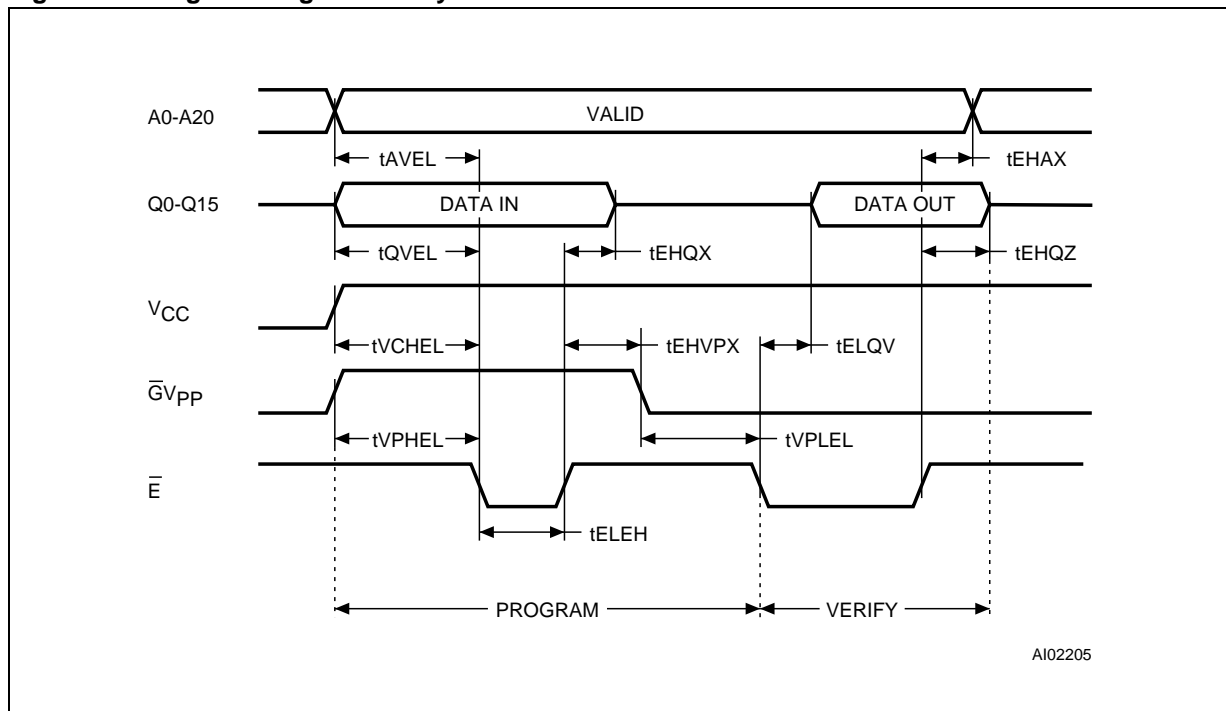 A0-A20
VALID
tAVEL
tEHAX
Q0-Q15
DATA IN
DATA OUT
tQVEL
tEHQX
tEHQZ
VCC
tVCHEL
tEHVPX
tELQV
G̅VPP
tVPHEL
tVPLEL
E̅
tELEH
PROGRAM
VERIFY
AI02205